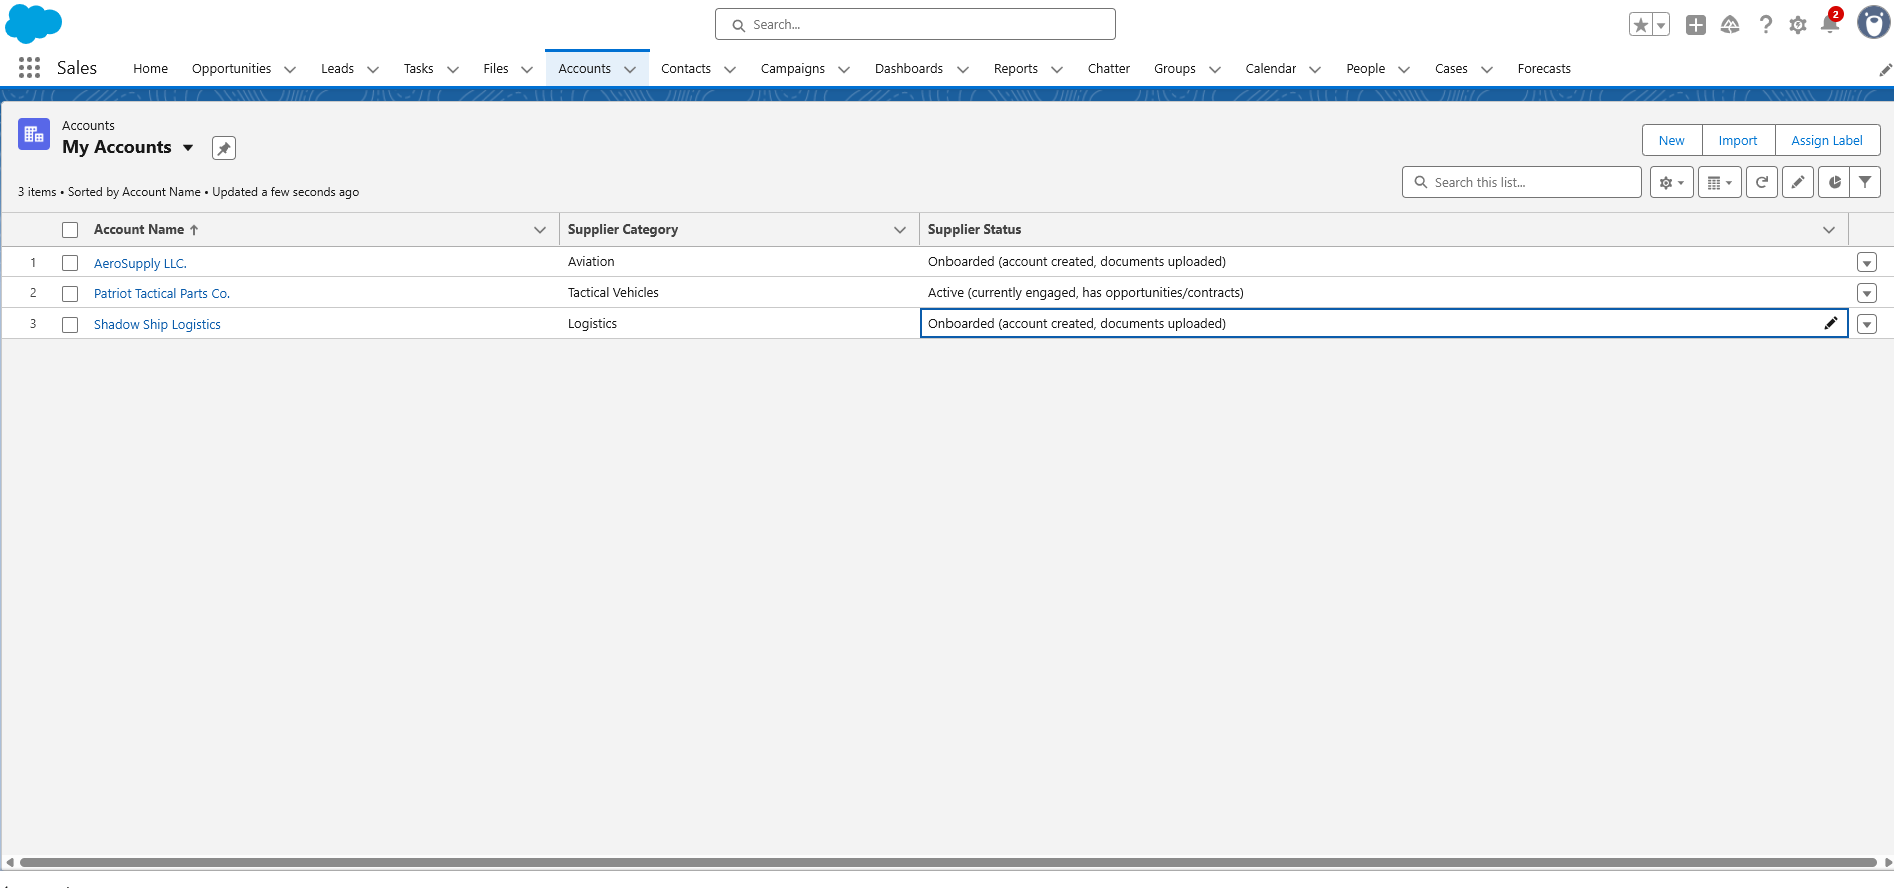 Search...
2
Sales
Home Opportunities Leads Tasks Files Accounts Contacts Campaigns Dashboards Reports Chatter Groups Calendar People Cases Forecasts
Accounts
My Accounts
New Import Assign Label
3 items • Sorted by Account Name • Updated a few seconds ago
Search this list...
Account Name Supplier Category Supplier Status
1 AeroSupply LLC. Aviation Onboarded (account created, documents uploaded)
2 Patriot Tactical Parts Co. Tactical Vehicles Active (currently engaged, has opportunities/contracts)
3 Shadow Ship Logistics Logistics Onboarded (account created, documents uploaded)